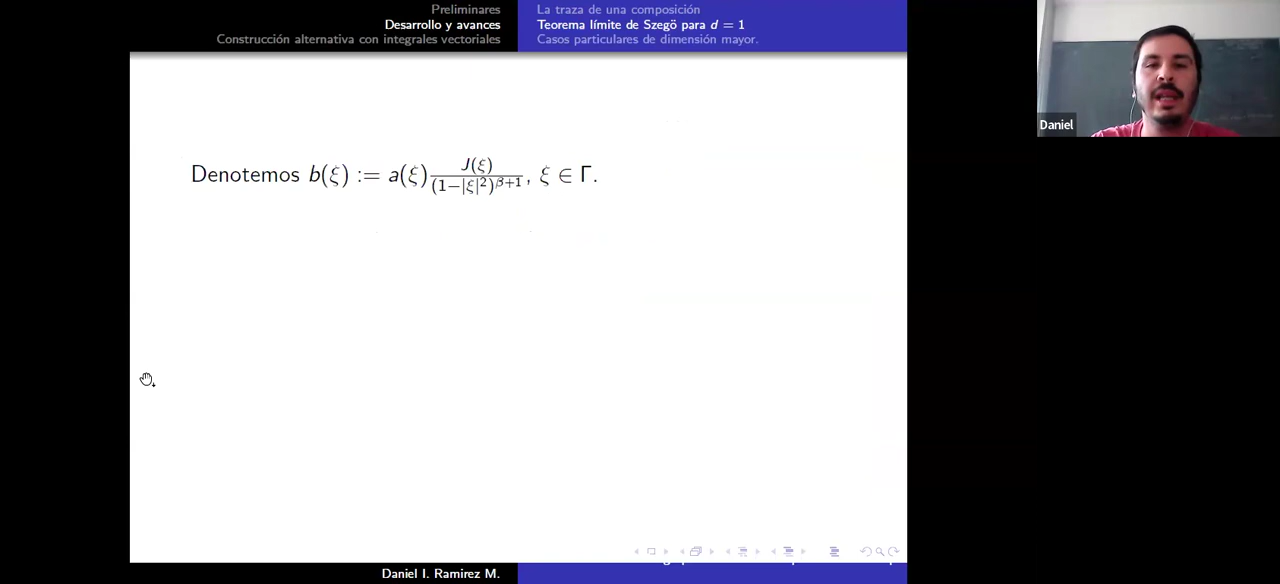 Preliminares
Desarrollo y avances
Construcción alternativa con integrales vectoriales
La traza de una composición
Teorema límite de Szegö para d = 1
Casos particulares de dimensión mayor.
Daniel
Denotemos b(ξ) := a(ξ) J(ξ)/(1−|ξ|²)^{β+1}, ξ ∈ Γ.
Daniel I. Ramirez M.